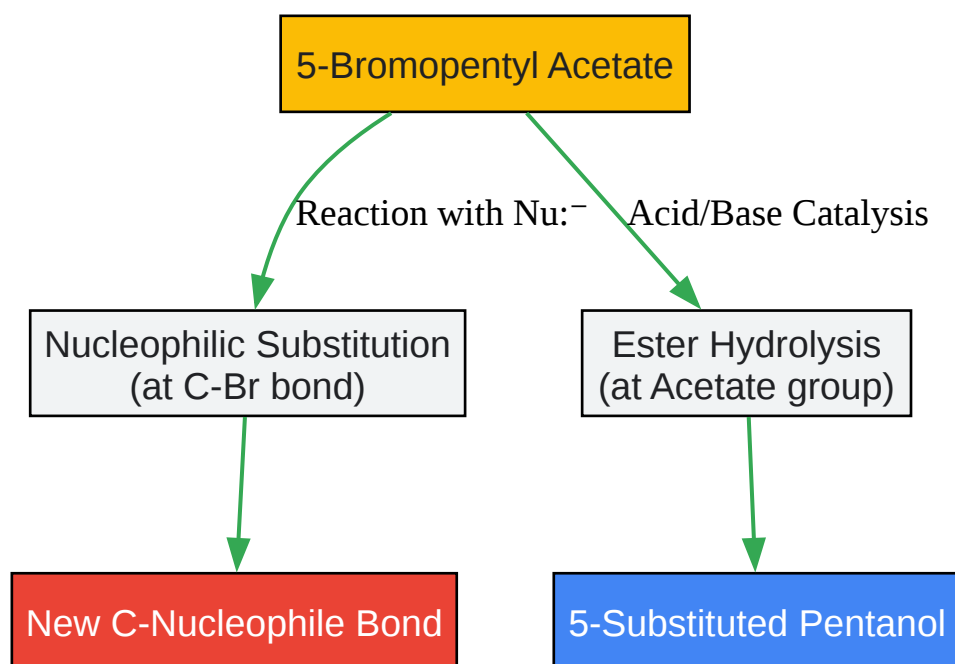 5-Bromopentyl Acetate
Reaction with Nu:⁻
Acid/Base Catalysis
Nucleophilic Substitution
(at C-Br bond)
Ester Hydrolysis
(at Acetate group)
New C-Nucleophile Bond
5-Substituted Pentanol